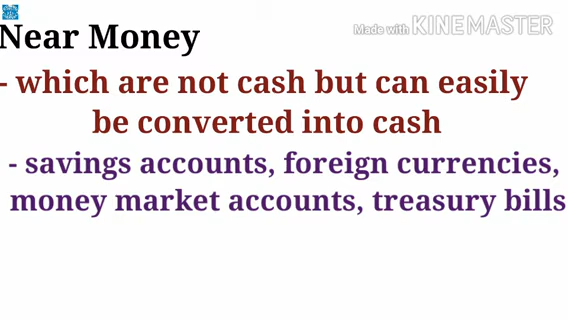 Made with KINEMASTER
Near Money
- which are not cash but can easily
be converted into cash
- savings accounts, foreign currencies,
money market accounts, treasury bills